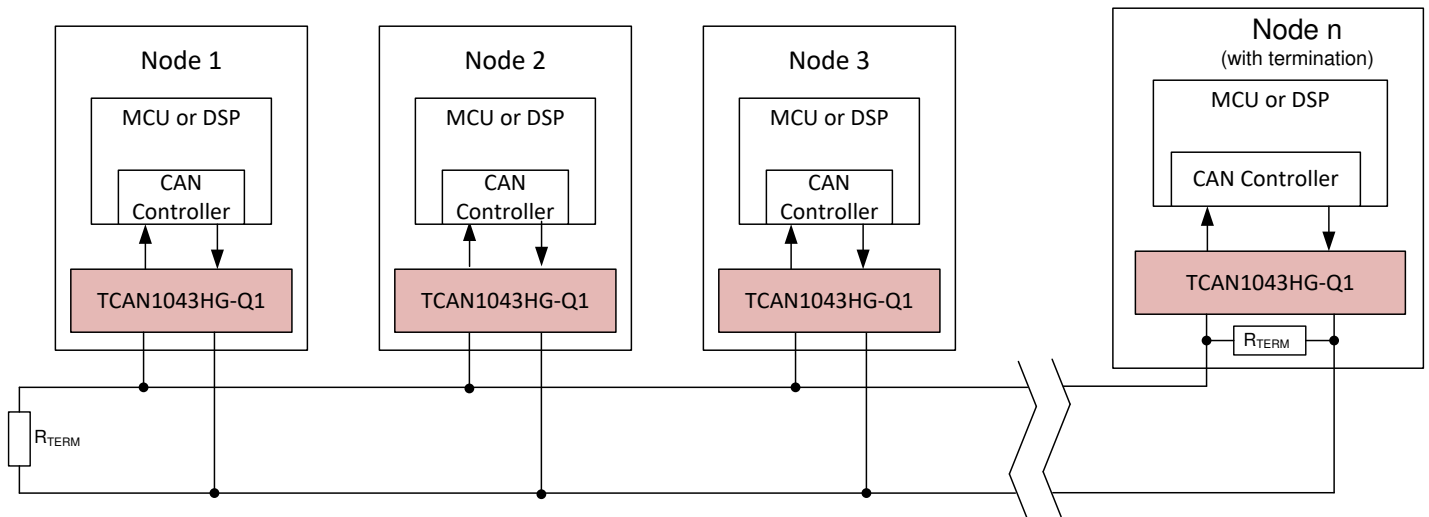 Node 1
MCU or DSP
CAN
Controller
TCAN1043HG-Q1
Node 2
MCU or DSP
CAN
Controller
TCAN1043HG-Q1
Node 3
MCU or DSP
CAN
Controller
TCAN1043HG-Q1
Node n
(with termination)
MCU or DSP
CAN Controller
TCAN1043HG-Q1
RTERM
RTERM